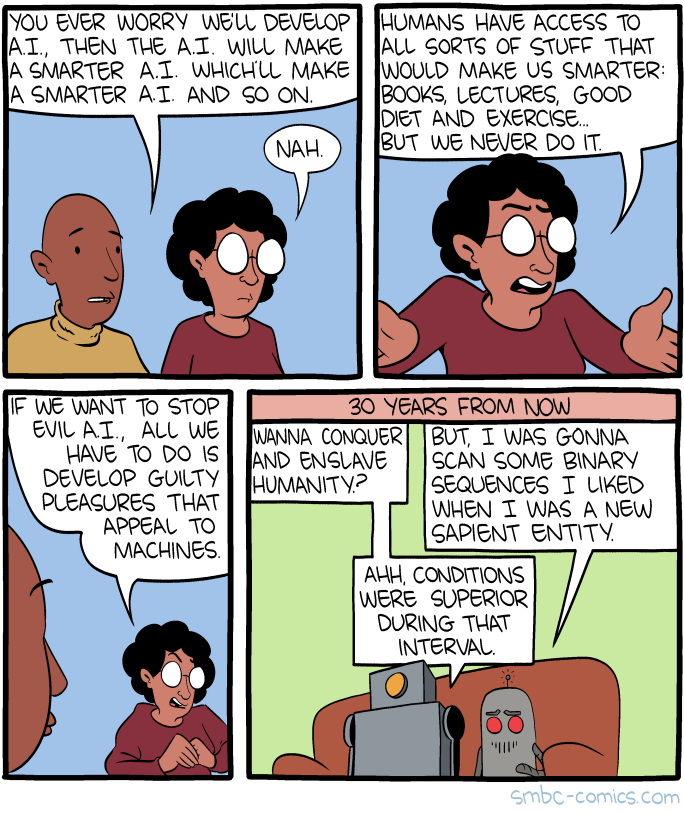 YOU EVER WORRY WE'LL DEVELOP
A.I., THEN THE A.I. WILL MAKE
A SMARTER A.I. WHICH'LL MAKE
A SMARTER A.I. AND SO ON.
NAH.
HUMANS HAVE ACCESS TO
ALL SORTS OF STUFF THAT
WOULD MAKE US SMARTER:
BOOKS, LECTURES, GOOD
DIET AND EXERCISE...
BUT WE NEVER DO IT.
IF WE WANT TO STOP
EVIL A.I., ALL WE
HAVE TO DO IS
DEVELOP GUILTY
PLEASURES THAT
APPEAL TO
MACHINES.
30 YEARS FROM NOW
WANNA CONQUER
AND ENSLAVE
HUMANITY?
BUT, I WAS GONNA
SCAN SOME BINARY
SEQUENCES I LIKED
WHEN I WAS A NEW
SAPIENT ENTITY.
AHH, CONDITIONS
WERE SUPERIOR
DURING THAT
INTERVAL.
smbc-comics.com